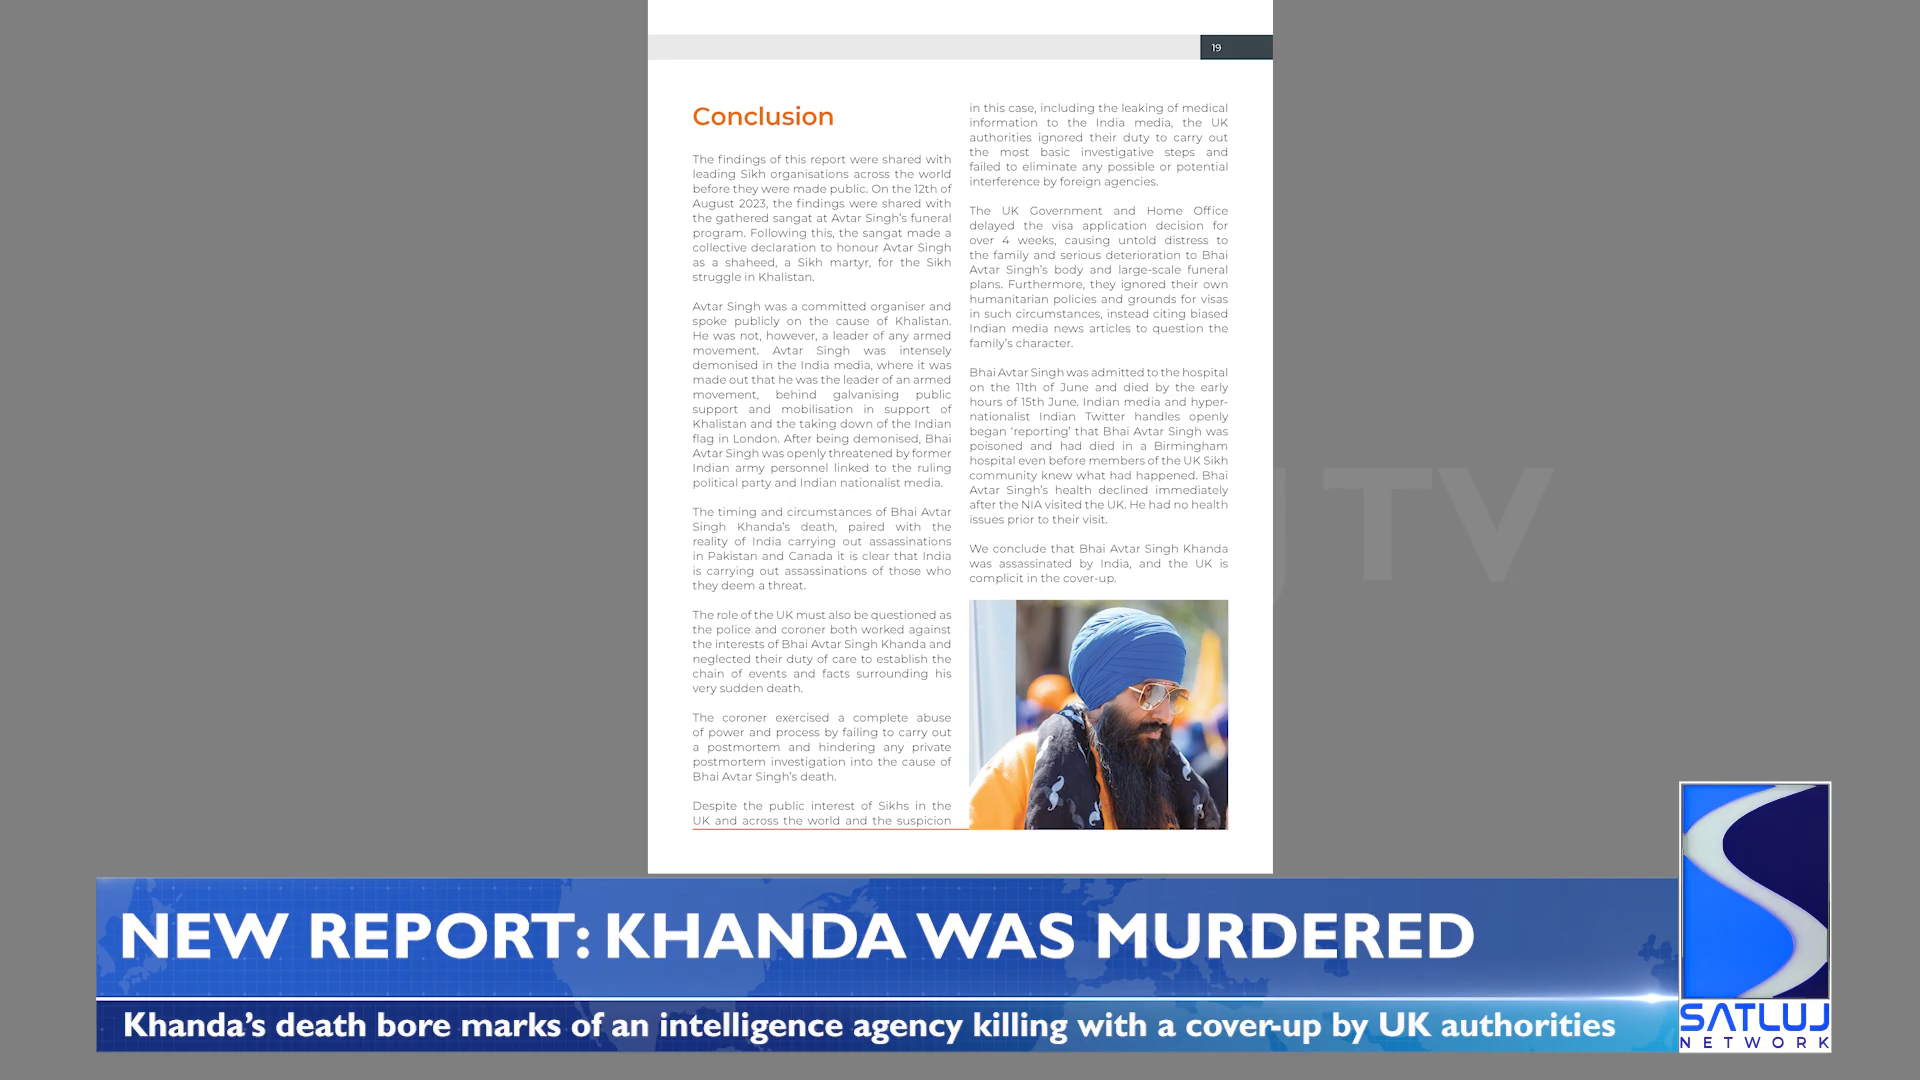 19
Conclusion
The findings of this report were shared with
leading Sikh organisations across the world
before they were made public. On the 12th of
August 2023, the findings were shared with
the gathered sangat at Avtar Singh's funeral
program. Following this, the sangat made a
collective declaration to honour Avtar Singh
as a shaheed, a Sikh martyr, for the Sikh
struggle in Khalistan.
Avtar Singh was a committed organiser and
spoke publicly on the cause of Khalistan.
He was not, however, a leader of any armed
movement. Avtar Singh was intensely
demonised in the India media, where it was
made out that he was the leader of an armed
movement, behind galvanising public
support and mobilisation in support of
Khalistan and the taking down of the Indian
flag in London. After being demonised, Bhai
Avtar Singh was openly threatened by former
Indian army personnel linked to the ruling
political party and Indian nationalist media.
The timing and circumstances of Bhai Avtar
Singh Khanda's death, paired with the
reality of India carrying out assassinations
in Pakistan and Canada it is clear that India
is carrying out assassinations of those who
they deem a threat.
The role of the UK must also be questioned as
the police and coroner both worked against
the interests of Bhai Avtar Singh Khanda and
neglected their duty of care to establish the
chain of events and facts surrounding his
very sudden death.
The coroner exercised a complete abuse
of power and process by failing to carry out
a postmortem and hindering any private
postmortem investigation into the cause of
Bhai Avtar Singh's death.
Despite the public interest of Sikhs in the
UK and across the world and the suspicion
in this case, including the leaking of medical
information to the India media, the UK
authorities ignored their duty to carry out
the most basic investigative steps and
failed to eliminate any possible or potential
interference by foreign agencies.
The UK Government and Home Office
delayed the visa application decision for
over 4 weeks, causing untold distress to
the family and serious deterioration to Bhai
Avtar Singh's body and large-scale funeral
plans. Furthermore, they ignored their own
humanitarian policies and grounds for visas
in such circumstances, instead citing biased
Indian media news articles to question the
family's character.
Bhai Avtar Singh was admitted to the hospital
on the 11th of June and died by the early
hours of 15th June. Indian media and hyper-
nationalist Indian Twitter handles openly
began ‘reporting’ that Bhai Avtar Singh was
poisoned and had died in a Birmingham
hospital even before members of the UK Sikh
community knew what had happened. Bhai
Avtar Singh's health declined immediately
after the NIA visited the UK. He had no health
issues prior to their visit.
We conclude that Bhai Avtar Singh Khanda
was assassinated by India, and the UK is
complicit in the cover-up.
TV
NEW REPORT: KHANDA WAS MURDERED
Khanda's death bore marks of an intelligence agency killing with a cover-up by UK authorities
SATLUJ
NETWORK